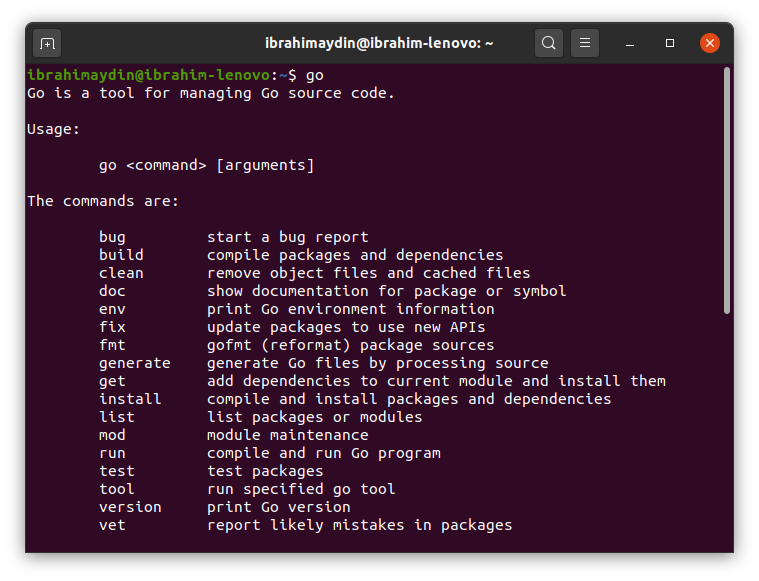 ibrahimaydin@ibrahim-lenovo: ~
ibrahimaydin@ibrahim-lenovo:~$ go
Go is a tool for managing Go source code.

Usage:

        go <command> [arguments]

The commands are:

        bug         start a bug report
        build       compile packages and dependencies
        clean       remove object files and cached files
        doc         show documentation for package or symbol
        env         print Go environment information
        fix         update packages to use new APIs
        fmt         gofmt (reformat) package sources
        generate    generate Go files by processing source
        get         add dependencies to current module and install them
        install     compile and install packages and dependencies
        list        list packages or modules
        mod         module maintenance
        run         compile and run Go program
        test        test packages
        tool        run specified go tool
        version     print Go version
        vet         report likely mistakes in packages